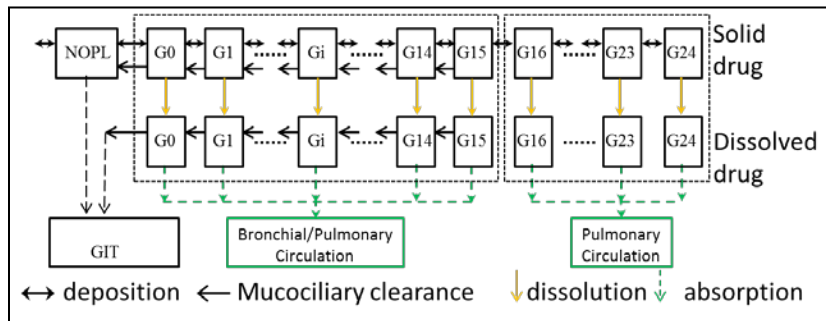 NOPL G0 G1 ..... Gi ...... G14 G15 G16 ...... G23 G24 Solid drug
G0 G1 ...... Gi ...... G14 G15 G16 ...... G23 G24 Dissolved drug
GIT
Bronchial/Pulmonary Circulation
Pulmonary Circulation
deposition Mucociliary clearance dissolution absorption